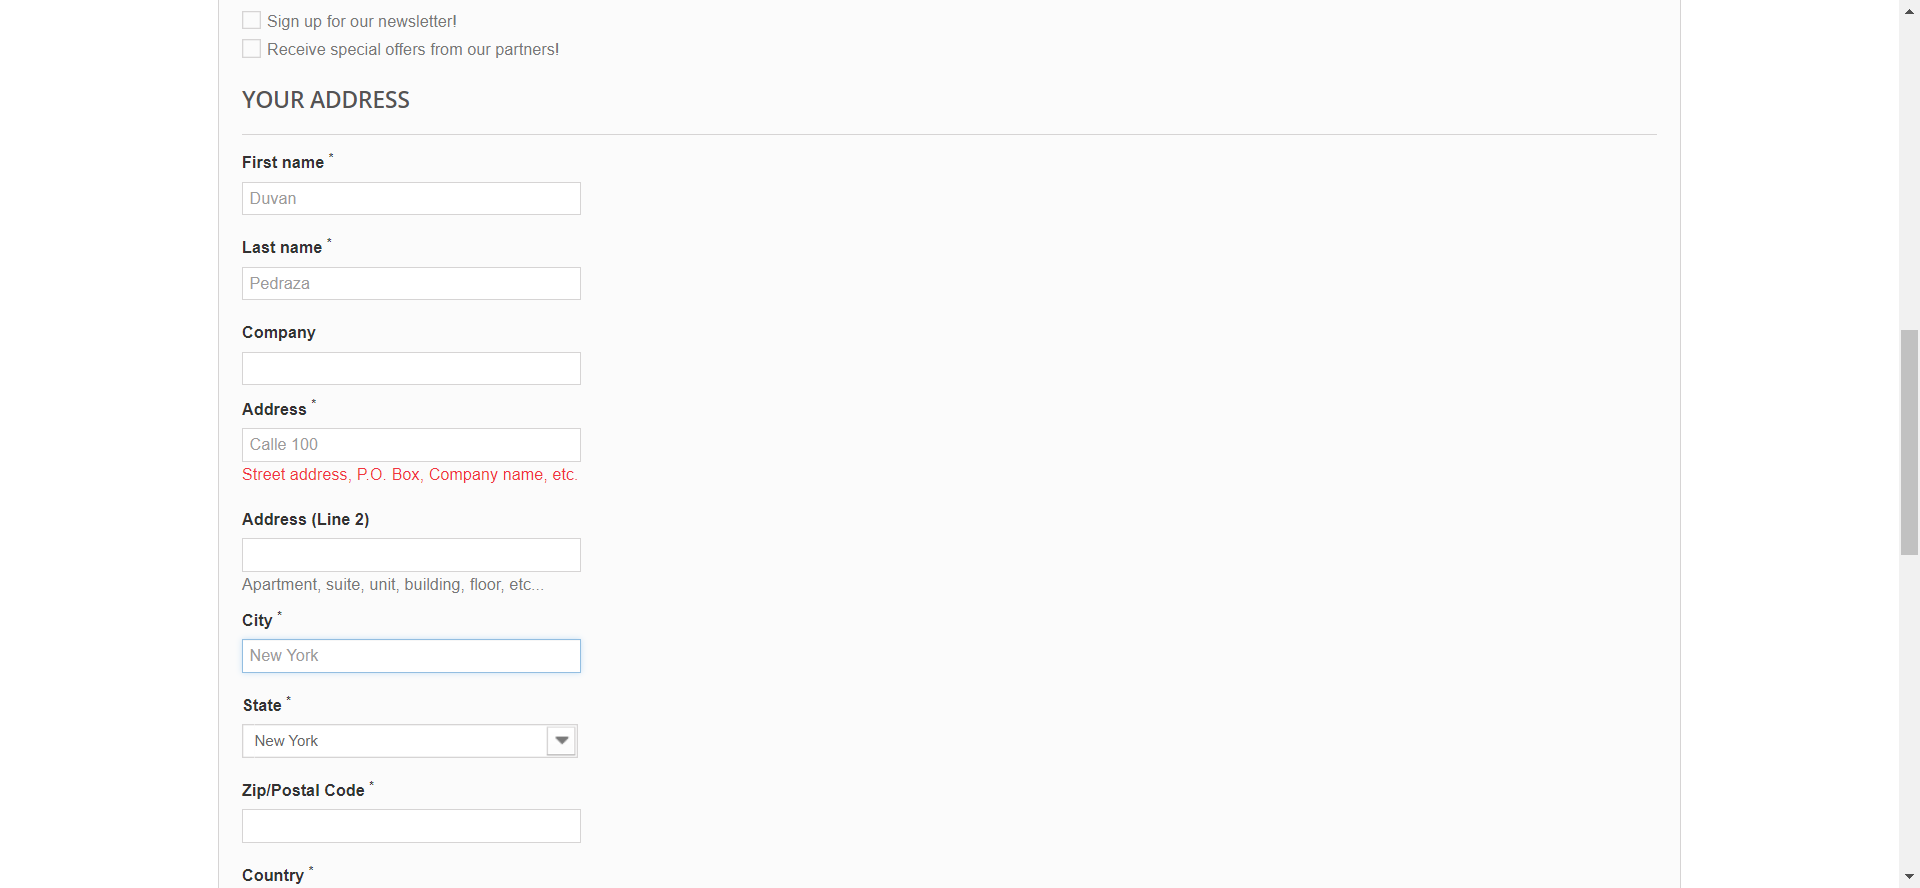 Sign up for our newsletter!
Receive special offers from our partners!
YOUR ADDRESS
First name *
Duvan
Last name *
Pedraza
Company
Address *
Calle 100
Street address, P.O. Box, Company name, etc.
Address (Line 2)
Apartment, suite, unit, building, floor, etc...
City *
New York
State *
New York
Zip/Postal Code *
Country *